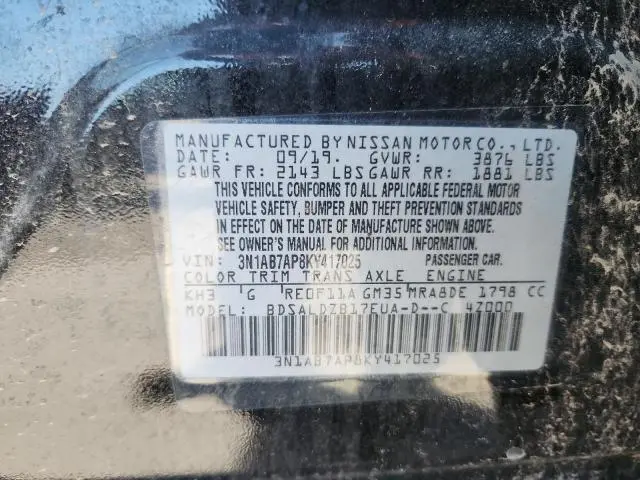 MANUFACTURED BY NISSAN MOTOR CO., LTD.
DATE: 09/19. GVWR: 3876 LBS
GAWR FR: 2143 LBS GAWR RR: 1881 LBS
THIS VEHICLE CONFORMS TO ALL APPLICABLE FEDERAL MOTOR
VEHICLE SAFETY, BUMPER AND THEFT PREVENTION STANDARDS
IN EFFECT ON THE DATE OF MANUFACTURE SHOWN ABOVE.
SEE OWNER'S MANUAL FOR ADDITIONAL INFORMATION.
VIN: 3N1AB7AP8KY417025 PASSENGER CAR.
COLOR TRIM TRANS AXLE ENGINE
KH3 G RE0F11A GM35 MRA8DE 1798 CC
MODEL: BDSALDZB17EUA-D--C 4Z000
3N1AB7AP8KY417025